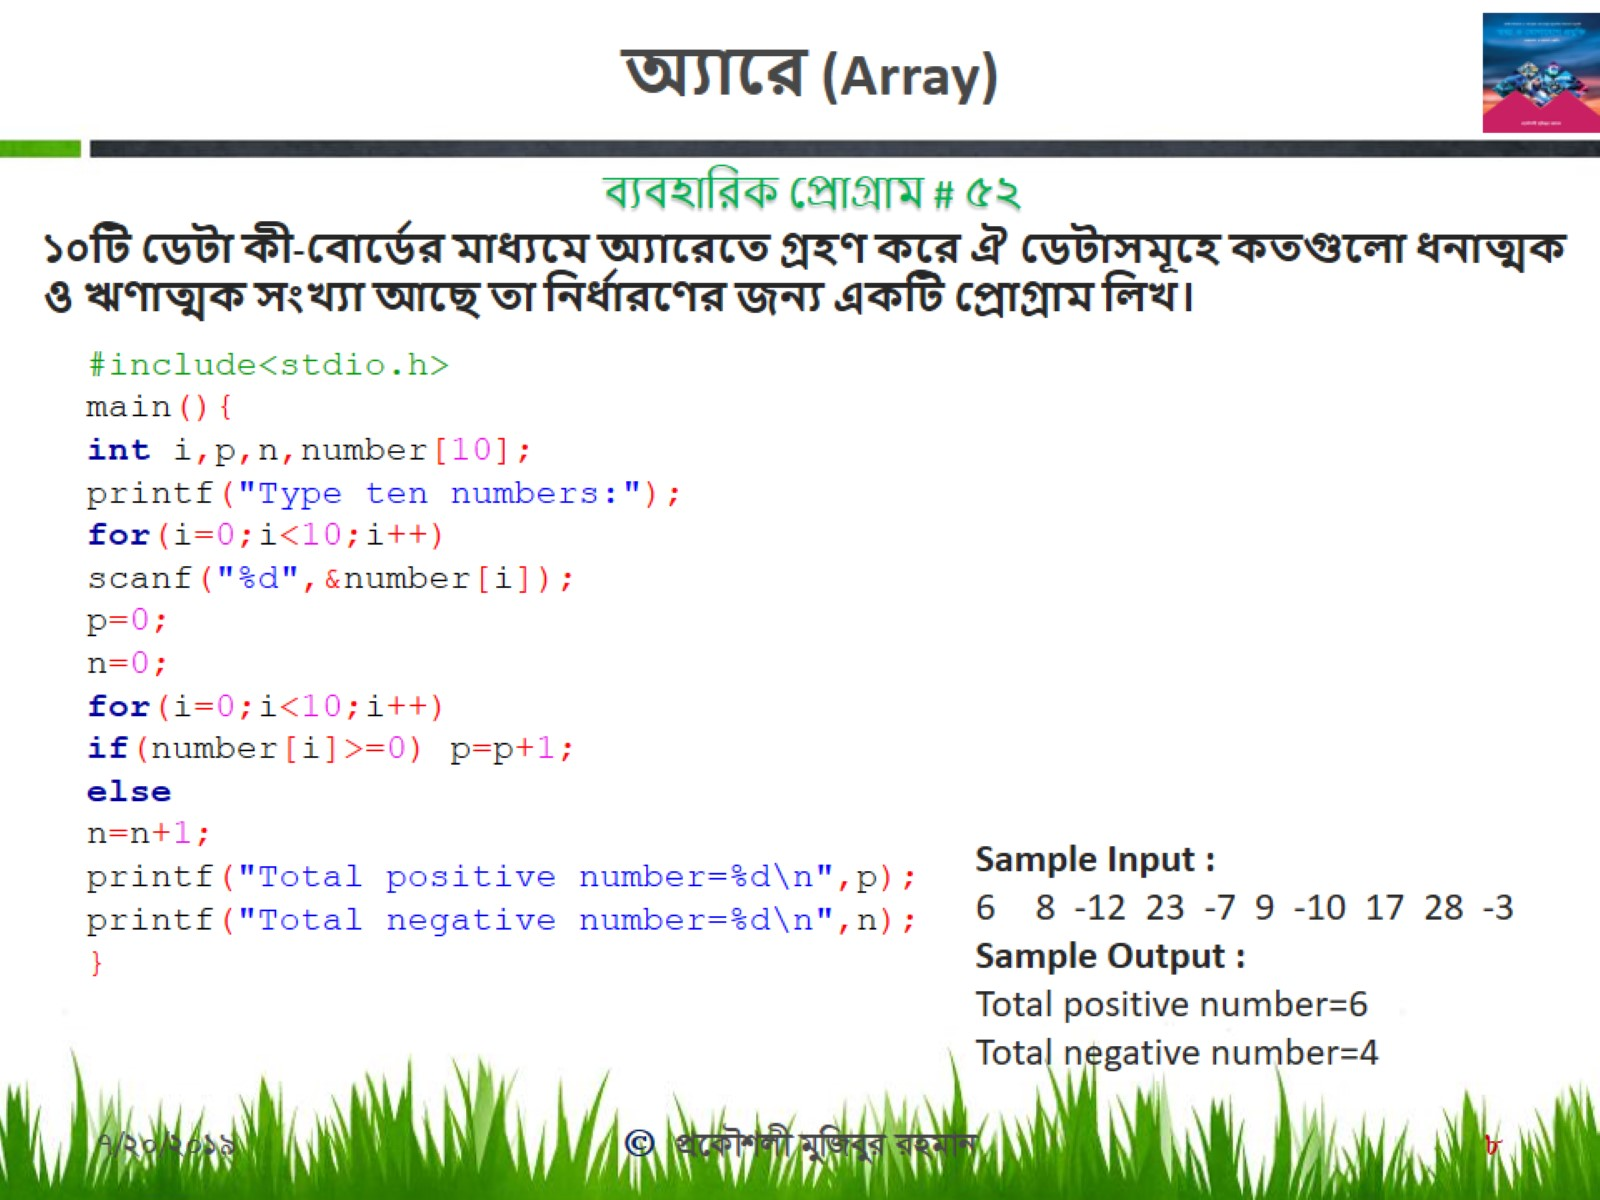 অ্যারে (Array)
ব্যবহারিক প্রোগ্রাম # ৫২
১০টি ডেটা কী-বোর্ডের মাধ্যমে অ্যারেতে গ্রহণ করে ঐ ডেটাসমূহে কতগুলো ধনাত্মক
ও ঋণাত্মক সংখ্যা আছে তা নির্ধারণের জন্য একটি প্রোগ্রাম লিখ।
#include<stdio.h>
main(){
int i,p,n,number[10];
printf("Type ten numbers:");
for(i=0;i<10;i++)
scanf("%d",&number[i]);
p=0;
n=0;
for(i=0;i<10;i++)
if(number[i]>=0) p=p+1;
else
n=n+1;
printf("Total positive number=%d\n",p);
printf("Total negative number=%d\n",n);
}
Sample Input :
6 8 -12 23 -7 9 -10 17 28 -3
Sample Output :
Total positive number=6
Total negative number=4
৭/২০/২০১৯
© প্রকৌশলী মুজিবুর রহমান
৮